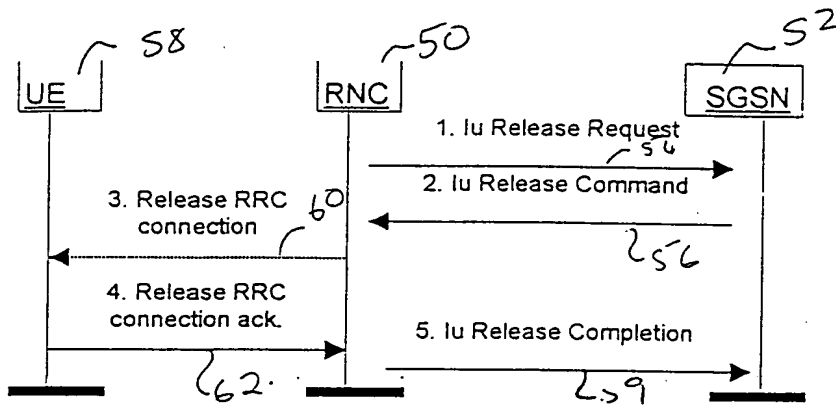 58
50
52
UE
RNC
SGSN
1. Iu Release Request
54
2. Iu Release Command
3. Release RRC
connection
60
56
4. Release RRC
connection ack.
5. Iu Release Completion
62
59